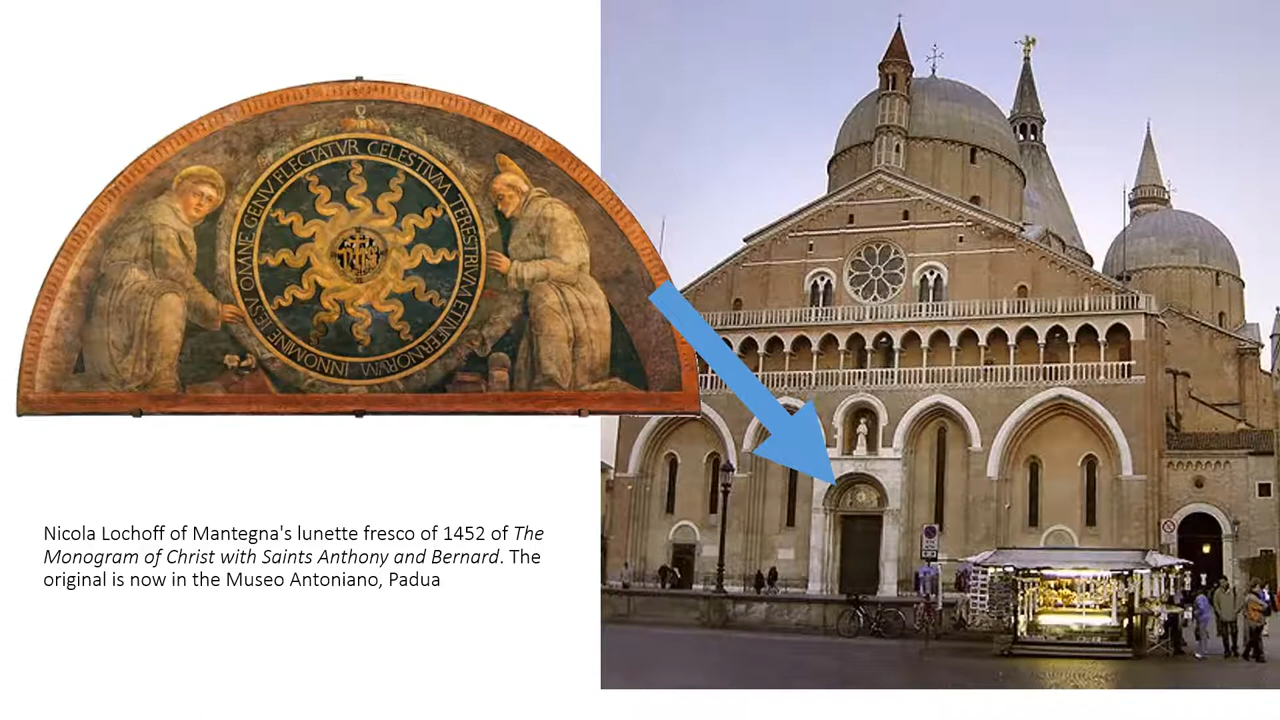 IN NOMINE IESV OMNE GENV FLECTATVR CELESTIVM TERESTRIVM ET INFERNORVM
Nicola Lochoff of Mantegna's lunette fresco of 1452 of The
Monogram of Christ with Saints Anthony and Bernard. The
original is now in the Museo Antoniano, Padua